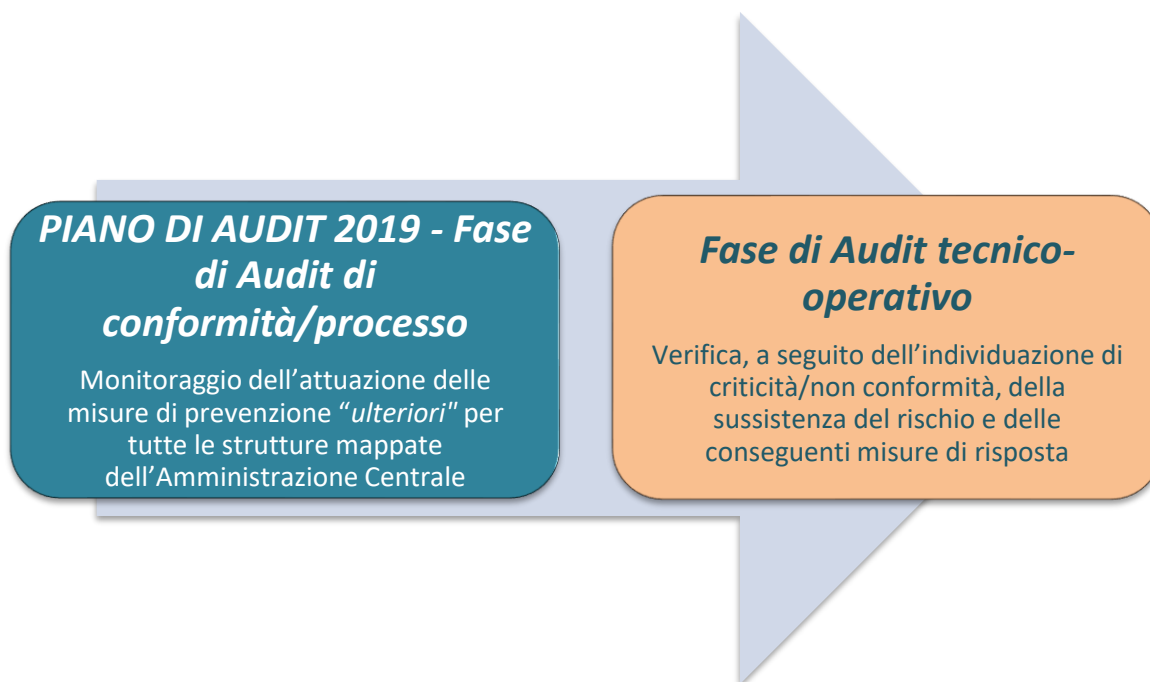 PIANO DI AUDIT 2019 - Fase
di Audit di
conformità/processo
Monitoraggio dell’attuazione delle
misure di prevenzione “ulteriori" per
tutte le strutture mappate
dell’Amministrazione Centrale
Fase di Audit tecnico-
operativo
Verifica, a seguito dell’individuazione di
criticità/non conformità, della
sussistenza del rischio e delle
conseguenti misure di risposta